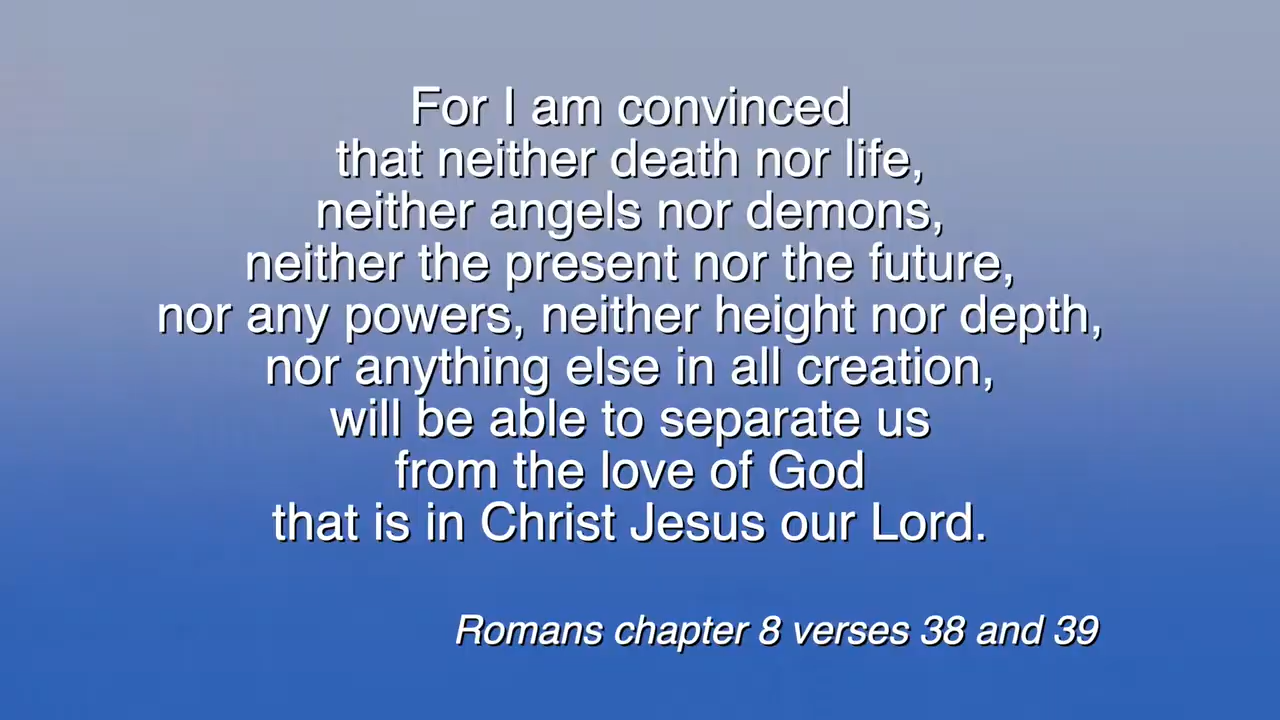 For I am convinced
that neither death nor life,
neither angels nor demons,
neither the present nor the future,
nor any powers, neither height nor depth,
nor anything else in all creation,
will be able to separate us
from the love of God
that is in Christ Jesus our Lord.
Romans chapter 8 verses 38 and 39